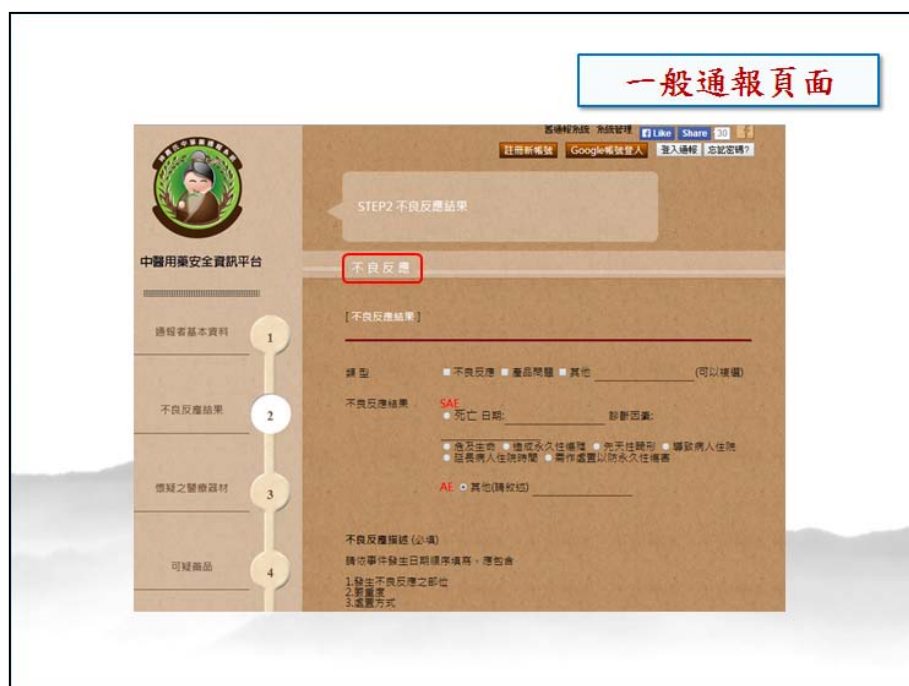 一般通報頁面
舊通報系統 系統管理 Like Share 30
註冊新帳號 Google帳號登入 登入通報 忘記密碼?
STEP2 不良反應結果
中醫用藥安全資訊平台
不良反應
[不良反應結果]
通報者基本資料 1
類型 不良反應 產品問題 其他 (可以複選)
不良反應結果 2
不良反應結果 SAE
死亡 日期: 診斷因素:
危及生命 造成永久性傷殘 先天性畸形 導致病人住院
延長病人住院時間 需作處置以防永久性傷害
懷疑之醫療器材 3
AE 其他(請敘述)
不良反應描述 (必填)
請依事件發生日期順序填寫,應包含
可疑藥品 4
1.發生不良反應之部位
2.嚴重度
3.處置方式